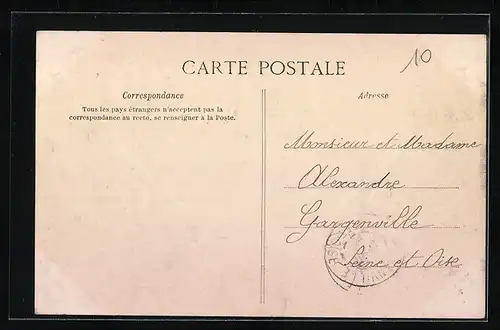 10
CARTE POSTALE
Correspondance
Tous les pays étrangers n'acceptent pas la
correspondance au recto, se renseigner à la Poste.
Adresse
Monsieur et Madame
Alexandre
Gargenville
Seine et Oise